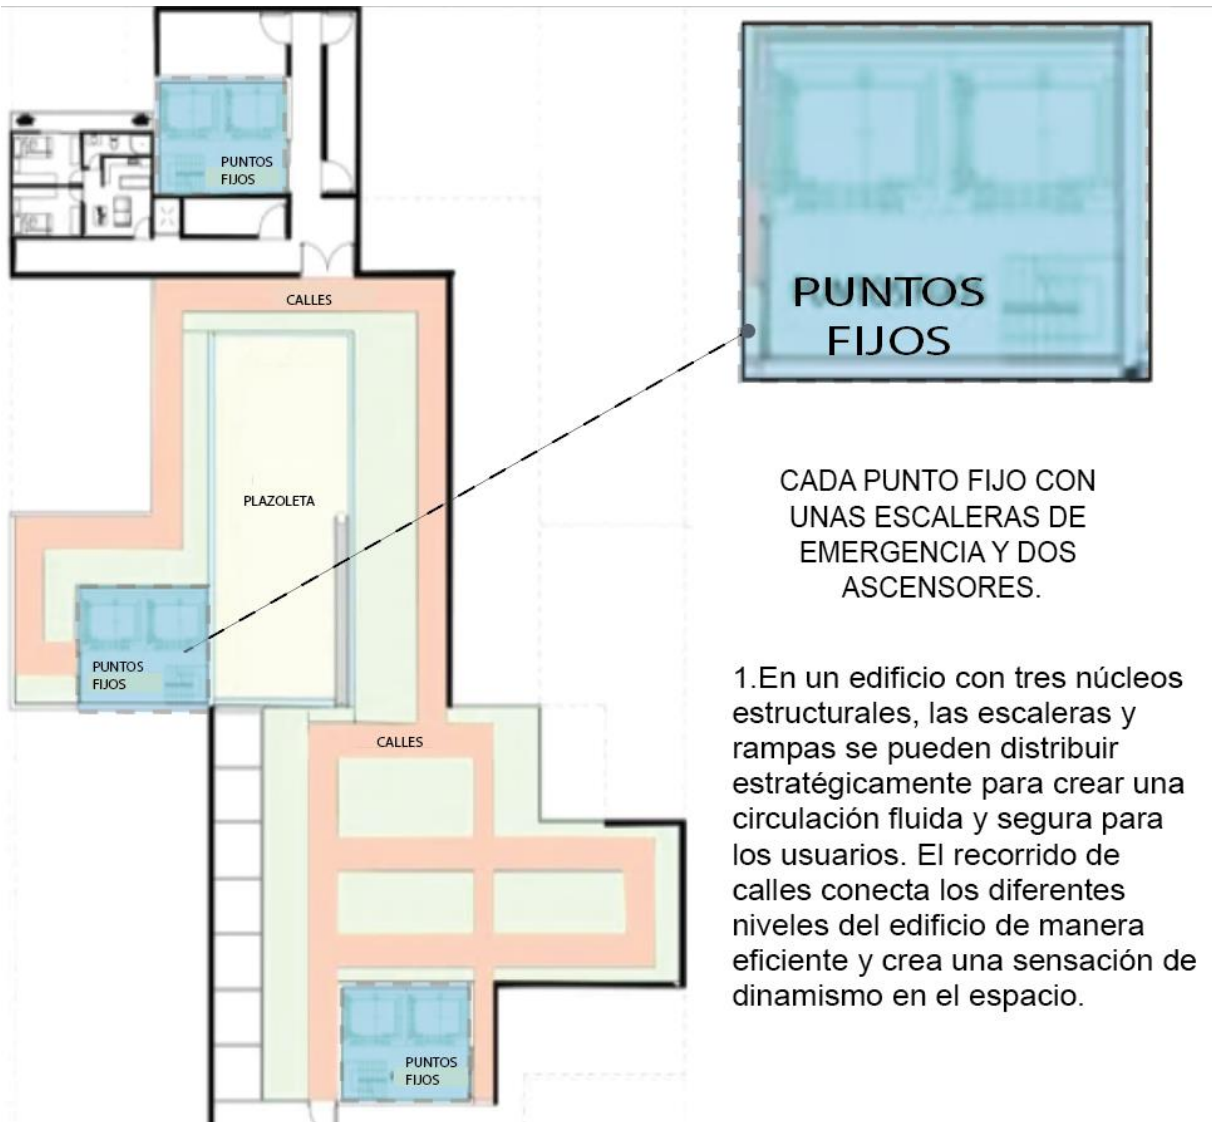 PUNTOS
FIJOS
CALLES
PLAZOLETA
PUNTOS
FIJOS
CALLES
PUNTOS
FIJOS
PUNTOS
FIJOS
CADA PUNTO FIJO CON
UNAS ESCALERAS DE
EMERGENCIA Y DOS
ASCENSORES.
1.En un edificio con tres núcleos
estructurales, las escaleras y
rampas se pueden distribuir
estratégicamente para crear una
circulación fluida y segura para
los usuarios. El recorrido de
calles conecta los diferentes
niveles del edificio de manera
eficiente y crea una sensación de
dinamismo en el espacio.